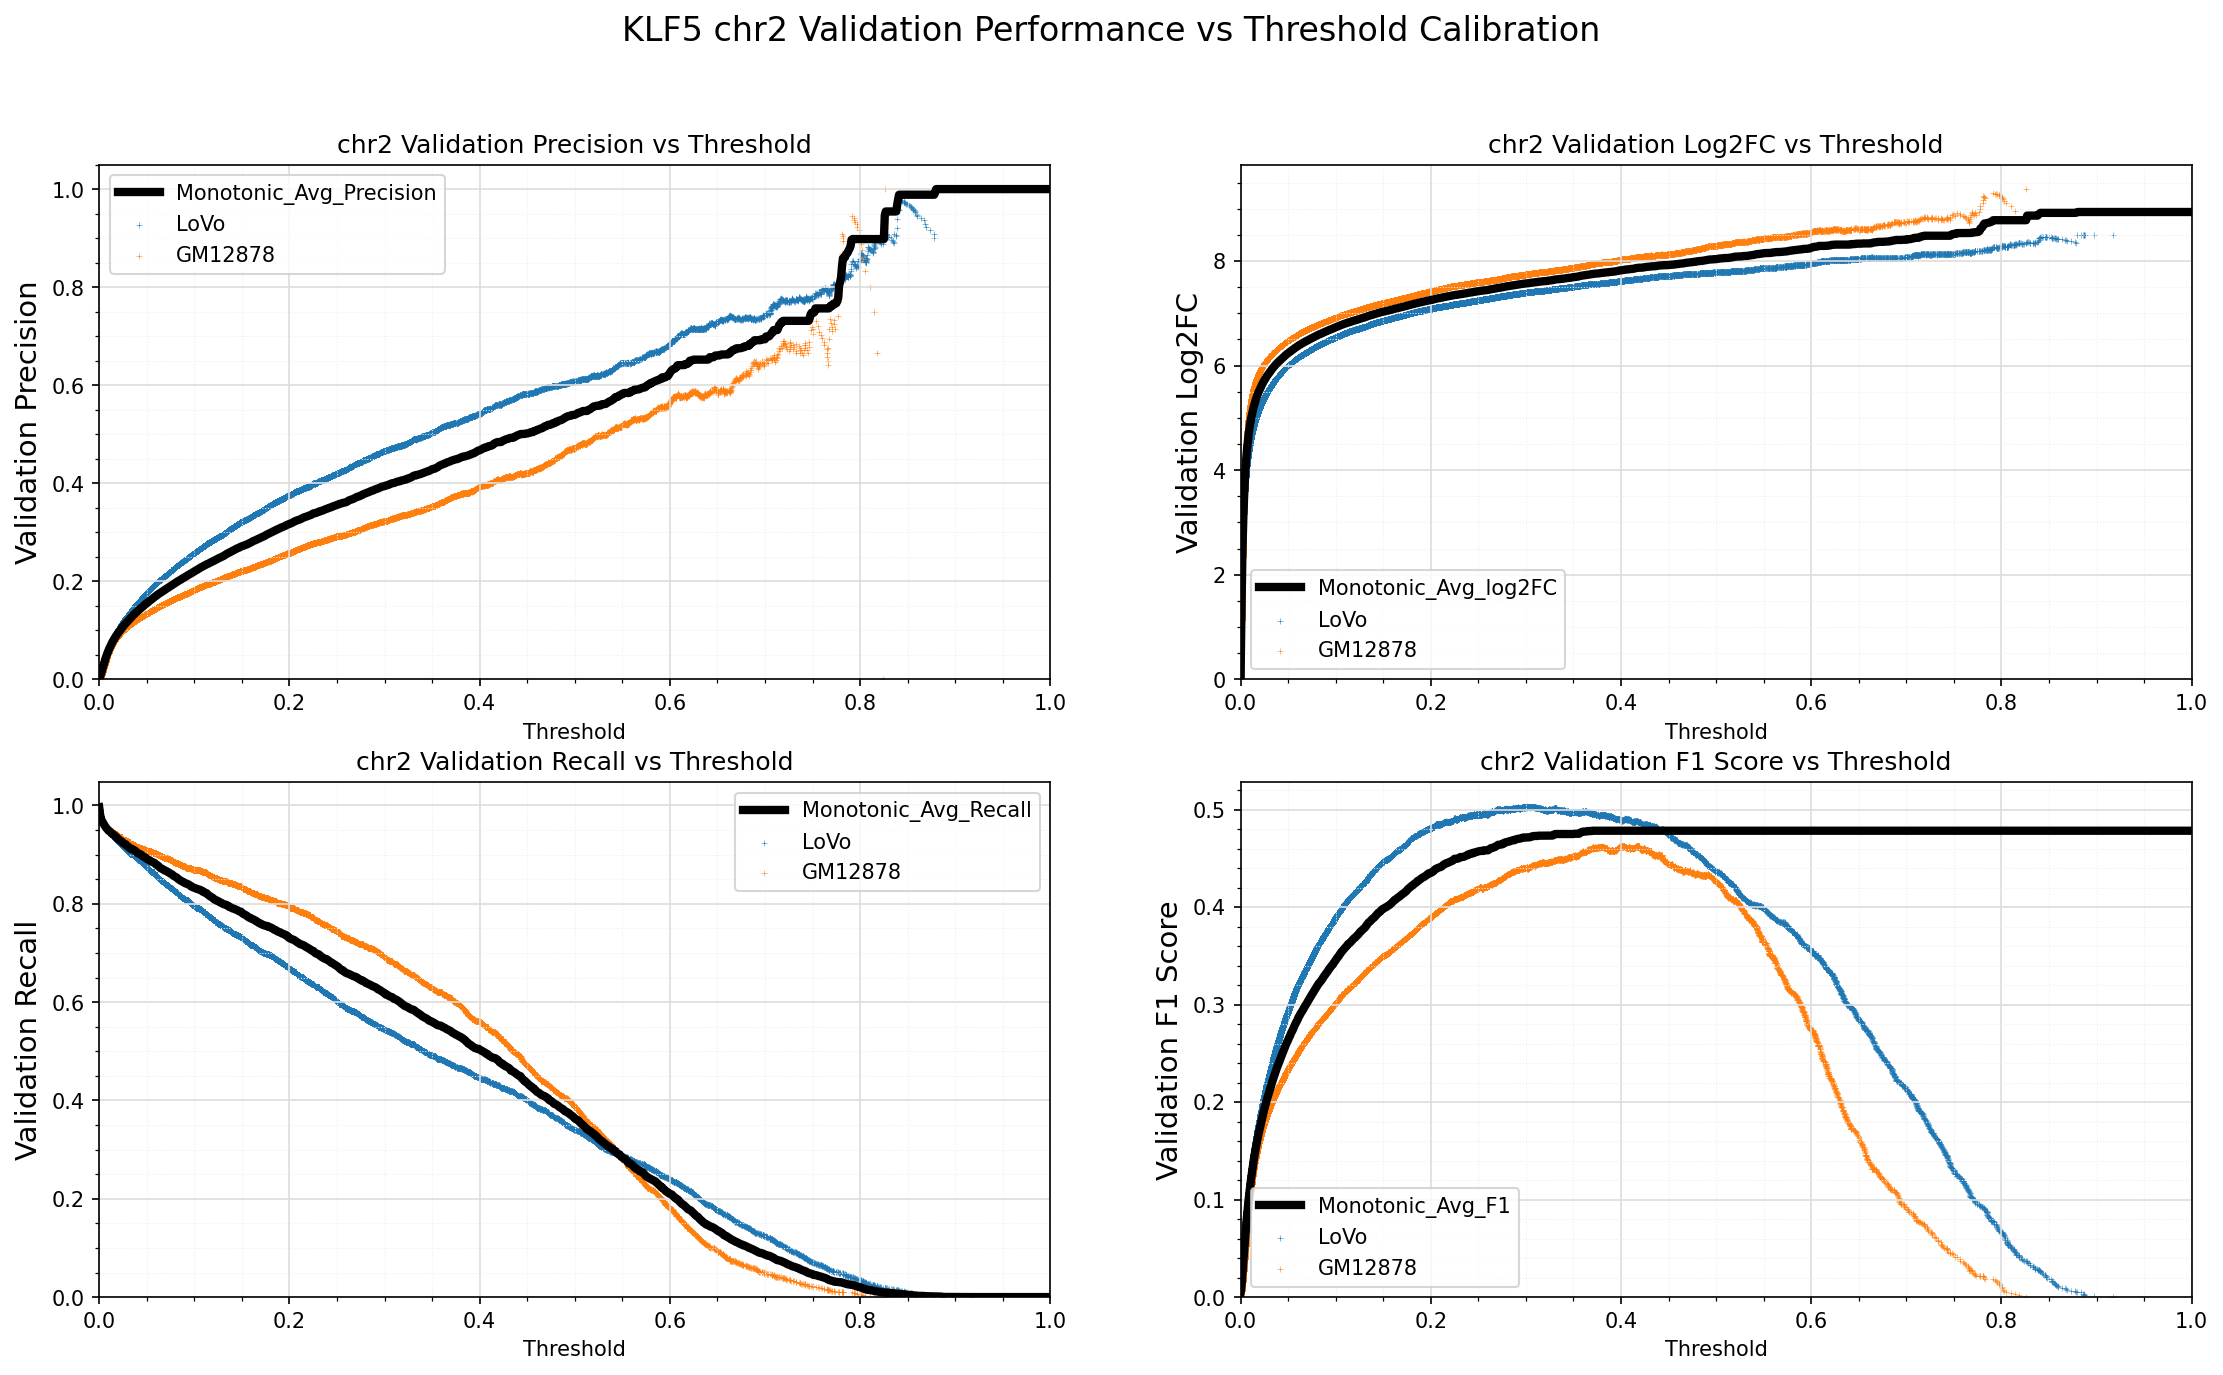 KLF5 chr2 Validation Performance vs Threshold Calibration
chr2 Validation Precision vs Threshold
Validation Precision
1.0
0.8
0.6
0.4
0.2
0.0
Monotonic_Avg_Precision
LoVo
GM12878
0.0 0.2 0.4 0.6 0.8 1.0
Threshold
chr2 Validation Log2FC vs Threshold
Validation Log2FC
8
6
4
2
0
Monotonic_Avg_log2FC
LoVo
GM12878
0.0 0.2 0.4 0.6 0.8 1.0
Threshold
chr2 Validation Recall vs Threshold
Validation Recall
1.0
0.8
0.6
0.4
0.2
0.0
Monotonic_Avg_Recall
LoVo
GM12878
0.0 0.2 0.4 0.6 0.8 1.0
Threshold
chr2 Validation F1 Score vs Threshold
Validation F1 Score
0.5
0.4
0.3
0.2
0.1
0.0
Monotonic_Avg_F1
LoVo
GM12878
0.0 0.2 0.4 0.6 0.8 1.0
Threshold